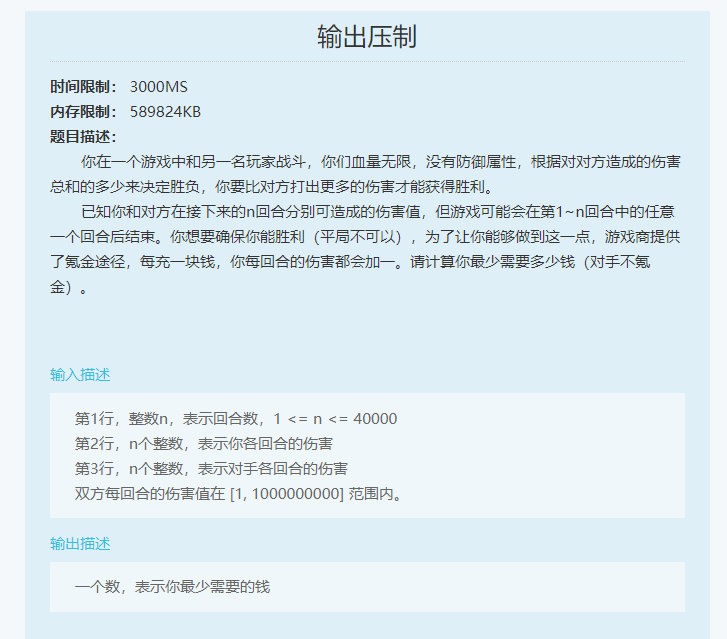 输出压制
时间限制： 3000MS
内存限制： 589824KB
题目描述：
你在一个游戏中和另一名玩家战斗，你们血量无限，没有防御属性，根据对对方造成的伤害
总和的多少来决定胜负，你要比对方打出更多的伤害才能获得胜利。
已知你和对方在接下来的n回合分别可造成的伤害值，但游戏可能会在第1~n回合中的任意
一个回合后结束。你想要确保你能胜利（平局不可以），为了让你能够做到这一点，游戏商提供
了氪金途径，每充一块钱，你每回合的伤害都会加一。请计算你最少需要多少钱（对手不氪
金）。
输入描述
第1行，整数n，表示回合数，1 <= n <= 40000
第2行，n个整数，表示你各回合的伤害
第3行，n个整数，表示对手各回合的伤害
双方每回合的伤害值在 [1, 1000000000] 范围内。
输出描述
一个数，表示你最少需要的钱